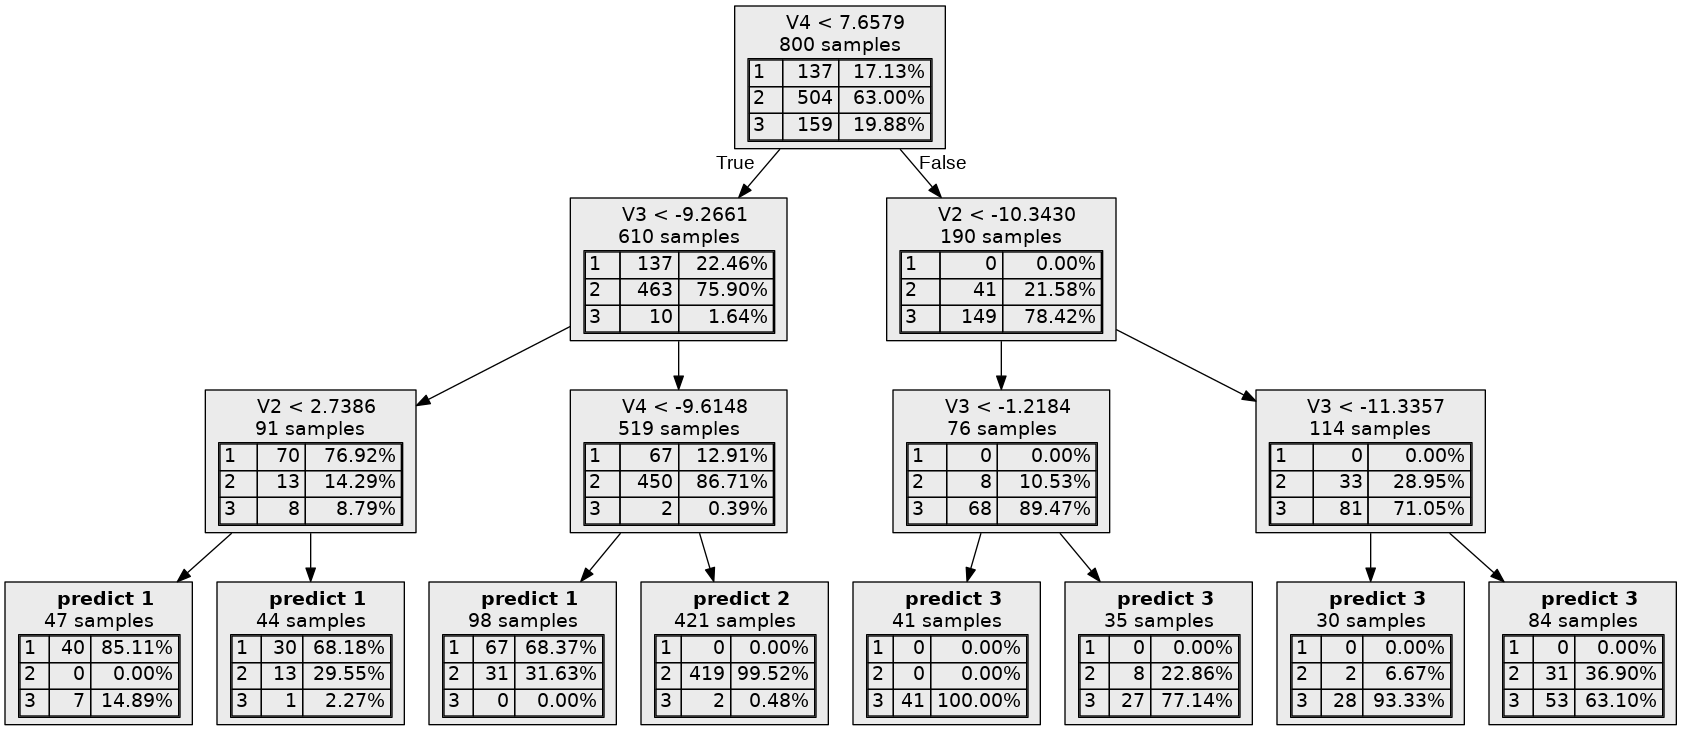 V4 < 7.6579
800 samples
1 137 17.13%
2 504 63.00%
3 159 19.88%
True
False
V3 < -9.2661
610 samples
1 137 22.46%
2 463 75.90%
3 10 1.64%
V2 < -10.3430
190 samples
1 0 0.00%
2 41 21.58%
3 149 78.42%
V2 < 2.7386
91 samples
1 70 76.92%
2 13 14.29%
3 8 8.79%
V4 < -9.6148
519 samples
1 67 12.91%
2 450 86.71%
3 2 0.39%
V3 < -1.2184
76 samples
1 0 0.00%
2 8 10.53%
3 68 89.47%
V3 < -11.3357
114 samples
1 0 0.00%
2 33 28.95%
3 81 71.05%
predict 1
47 samples
1 40 85.11%
2 0 0.00%
3 7 14.89%
predict 1
44 samples
1 30 68.18%
2 13 29.55%
3 1 2.27%
predict 1
98 samples
1 67 68.37%
2 31 31.63%
3 0 0.00%
predict 2
421 samples
1 0 0.00%
2 419 99.52%
3 2 0.48%
predict 3
41 samples
1 0 0.00%
2 0 0.00%
3 41 100.00%
predict 3
35 samples
1 0 0.00%
2 8 22.86%
3 27 77.14%
predict 3
30 samples
1 0 0.00%
2 2 6.67%
3 28 93.33%
predict 3
84 samples
1 0 0.00%
2 31 36.90%
3 53 63.10%